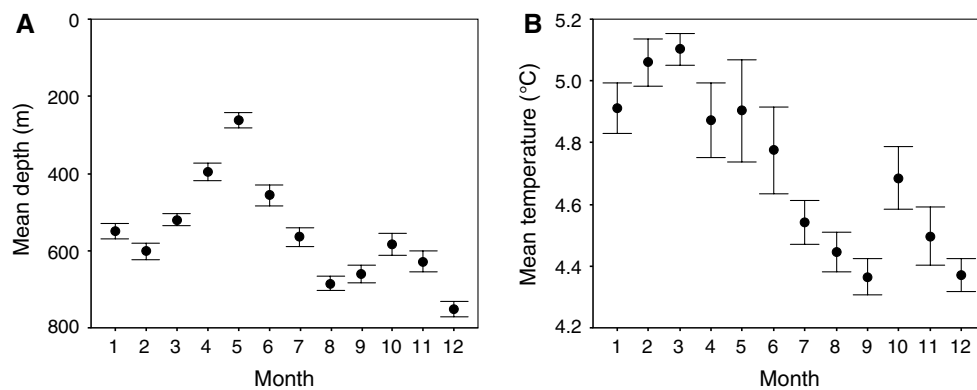 A
Mean depth (m)
0
200
400
600
800
1 2 3 4 5 6 7 8 9 10 11 12
Month
B
Mean temperature (°C)
5.2
5.0
4.8
4.6
4.4
4.2
1 2 3 4 5 6 7 8 9 10 11 12
Month